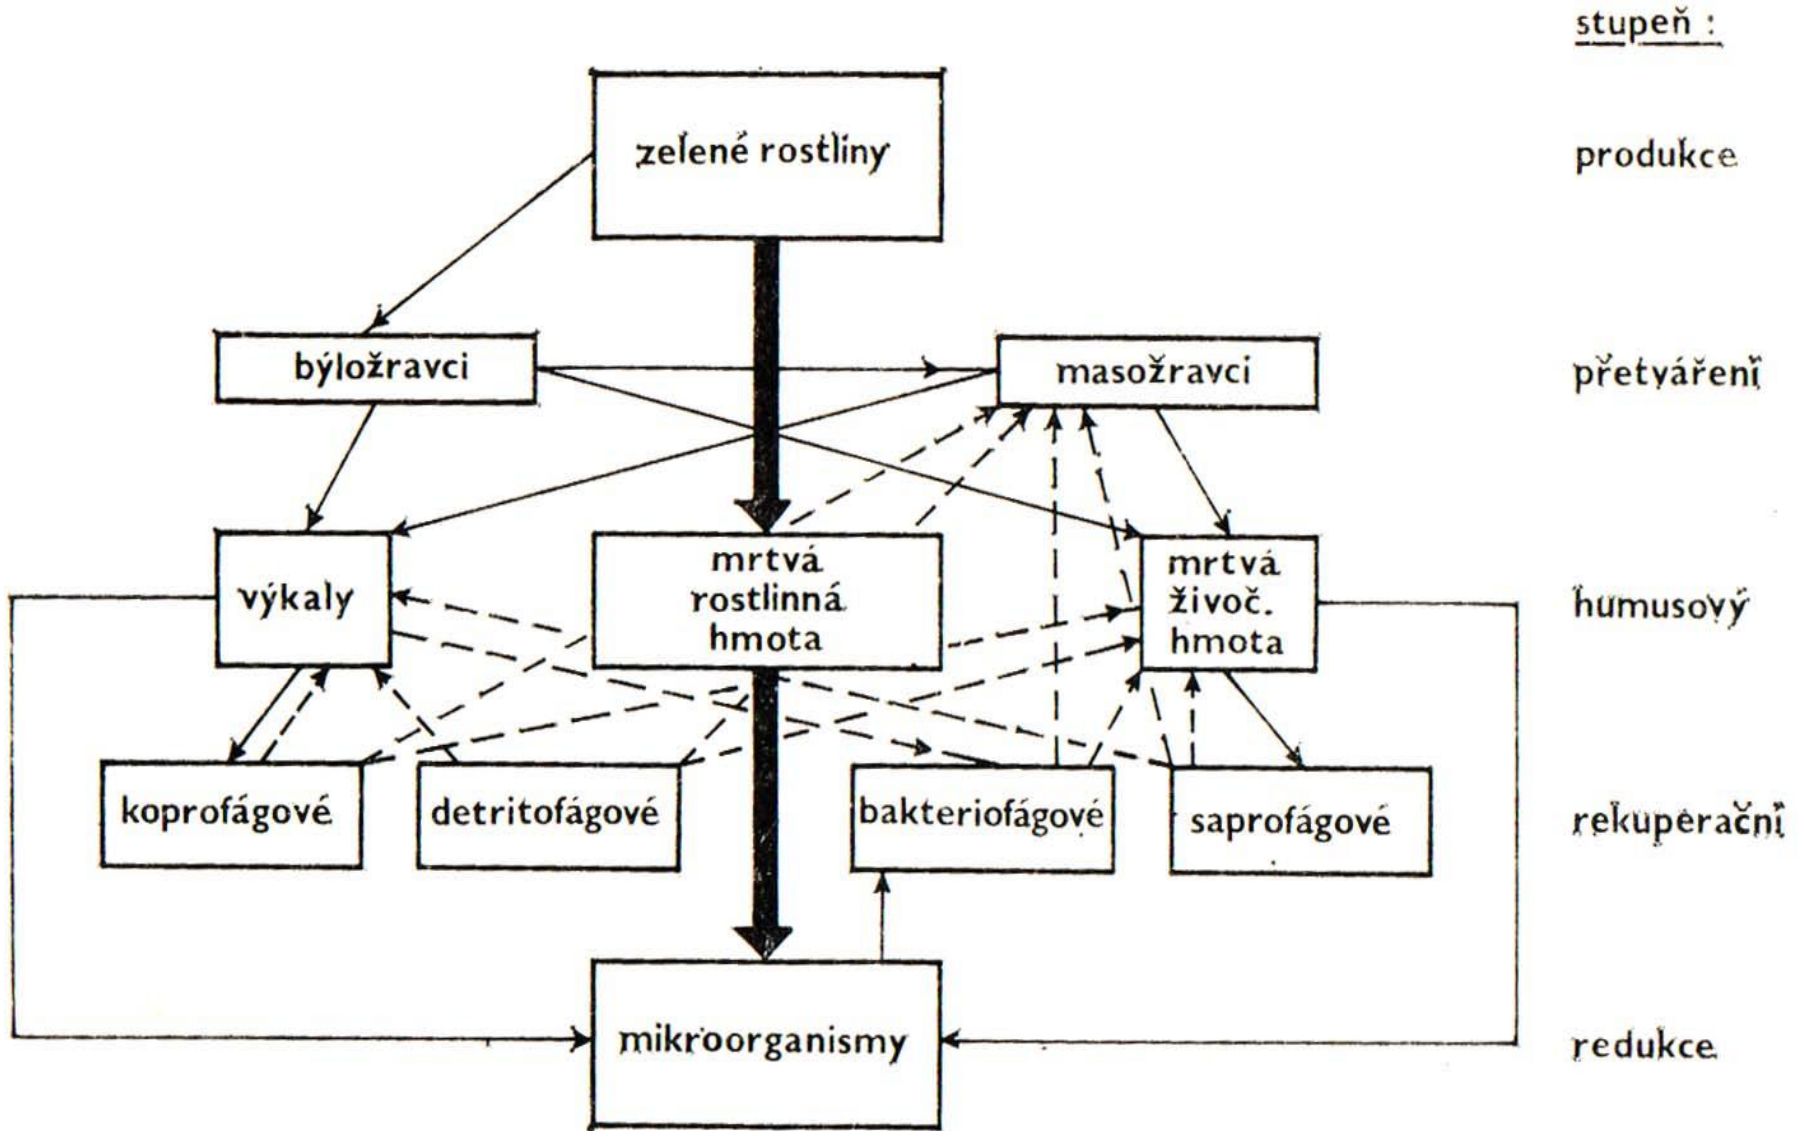 stupeň :
zelené rostliny
produkce
býložravci
masožravci
přetváření
výkaly
mrtvá
rostlinná
hmota
mrtvá
živoč.
hmota
humusový
koprofágové
detritofágové
bakteriofágové
saprofágové
rekuperační
mikroorganismy
redukce